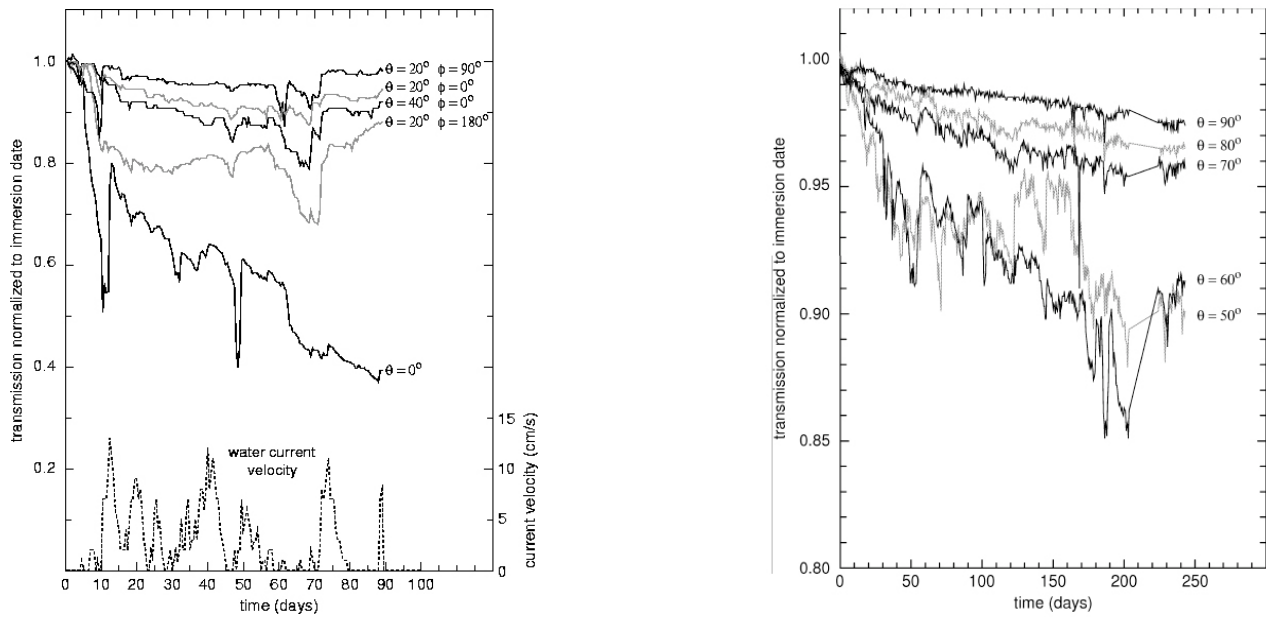 transmission normalized to immersion date
1.0
0.8
0.6
0.4
0.2
θ = 20° φ = 90°
θ = 20° φ = 0°
θ = 40° φ = 0°
θ = 20° φ = 180°
θ = 0°
water current
velocity
15
10
5
0
current velocity (cm/s)
0 10 20 30 40 50 60 70 80 90 100
time (days)
transmission normalized to immersion date
1.00
0.95
0.90
0.85
0.80
θ = 90°
θ = 80°
θ = 70°
θ = 60°
θ = 50°
0 50 100 150 200 250
time (days)